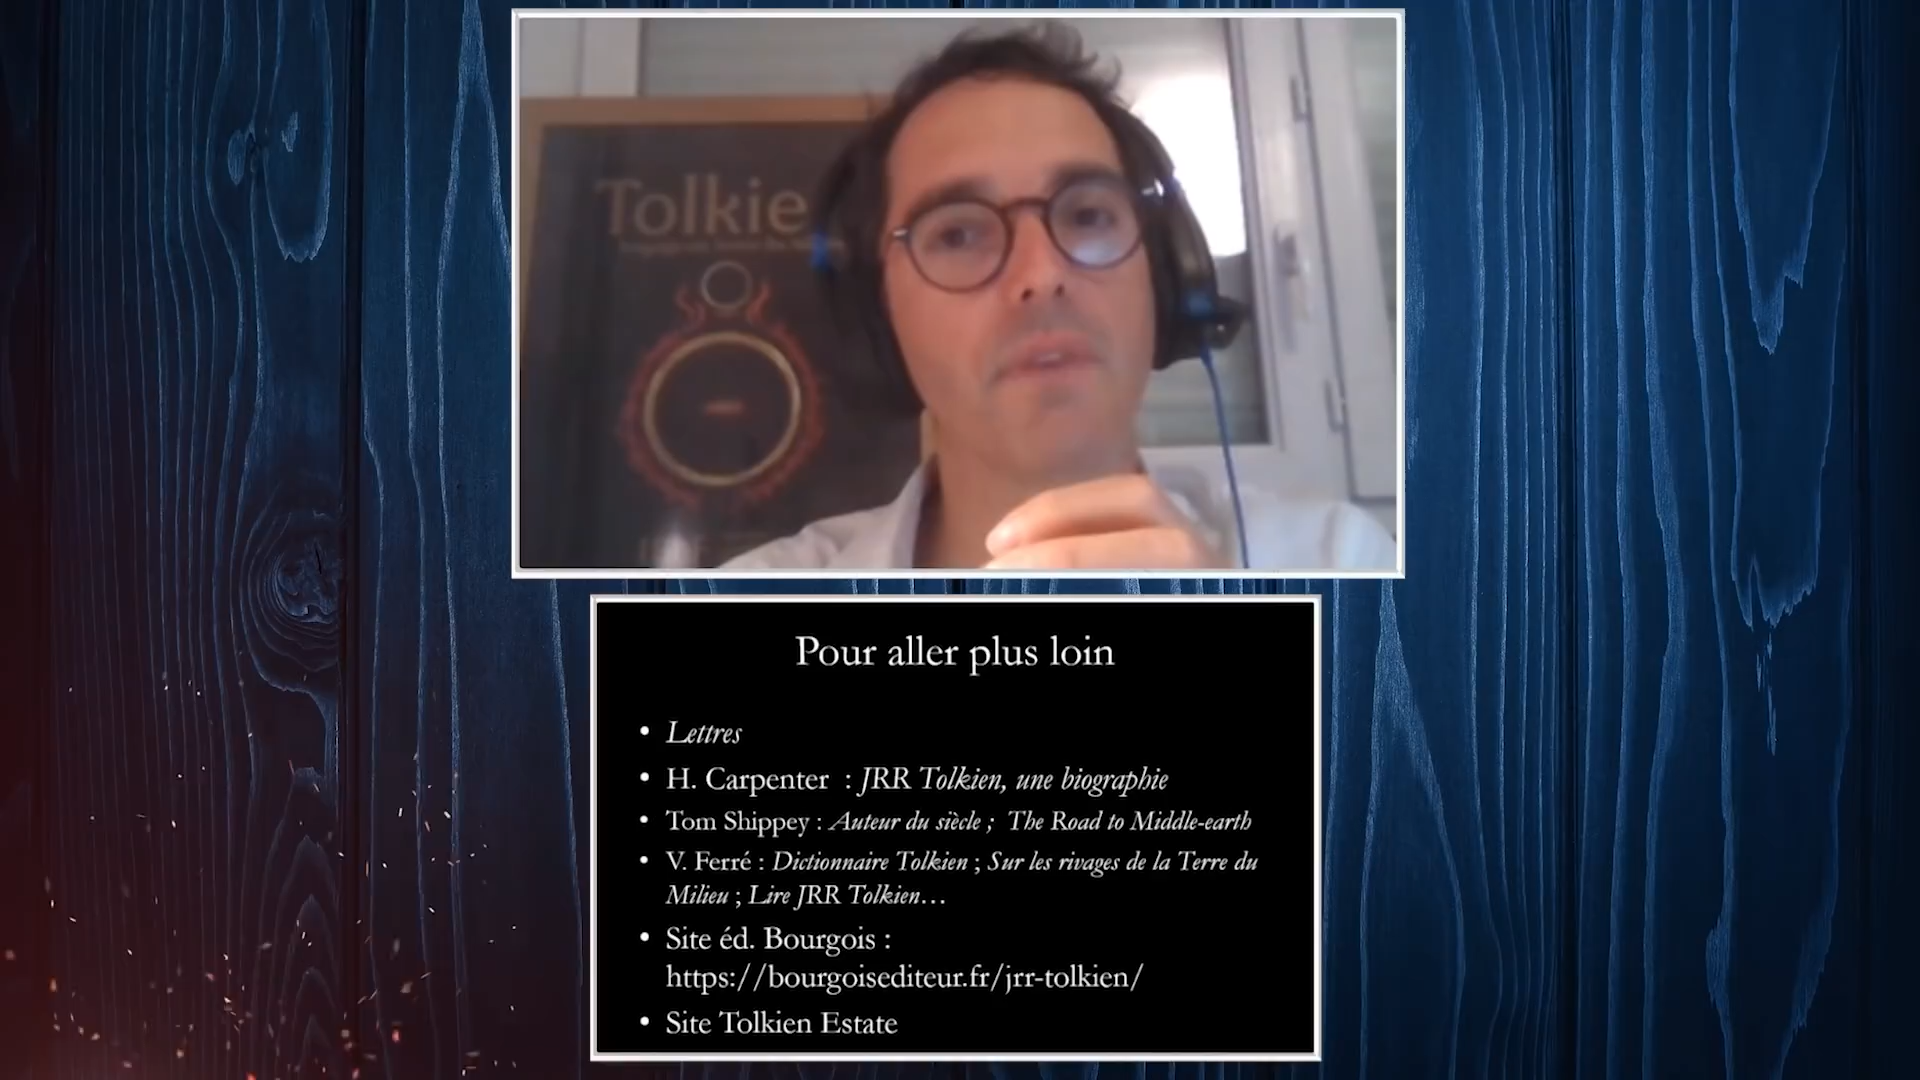 Tolkie
Pour aller plus loin
• Lettres
• H. Carpenter : JRR Tolkien, une biographie
• Tom Shippey : Auteur du siècle ; The Road to Middle-earth
• V. Ferré : Dictionnaire Tolkien ; Sur les rivages de la Terre du
Milieu ; Lire JRR Tolkien…
• Site éd. Bourgois :
https://bourgoisediteur.fr/jrr-tolkien/
• Site Tolkien Estate